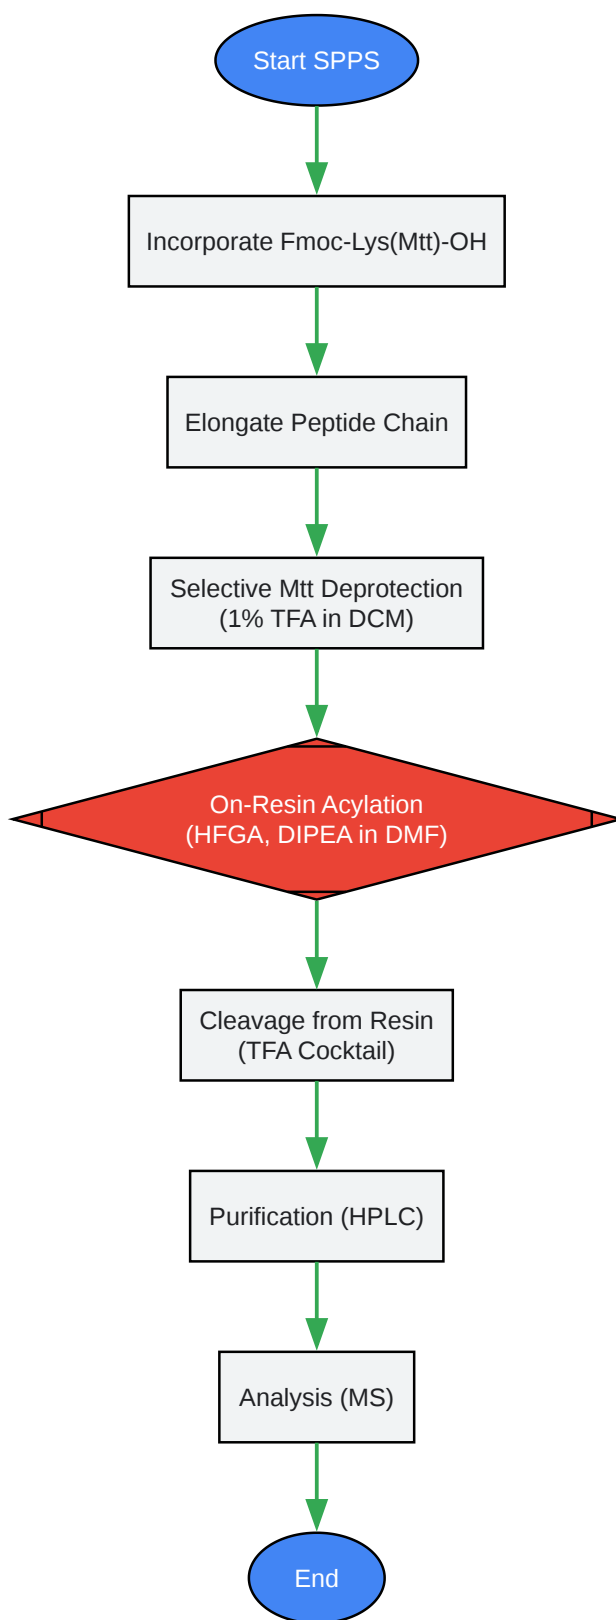 Start SPPS
Incorporate Fmoc-Lys(Mtt)-OH
Elongate Peptide Chain
Selective Mtt Deprotection
(1% TFA in DCM)
On-Resin Acylation
(HFGA, DIPEA in DMF)
Cleavage from Resin
(TFA Cocktail)
Purification (HPLC)
Analysis (MS)
End